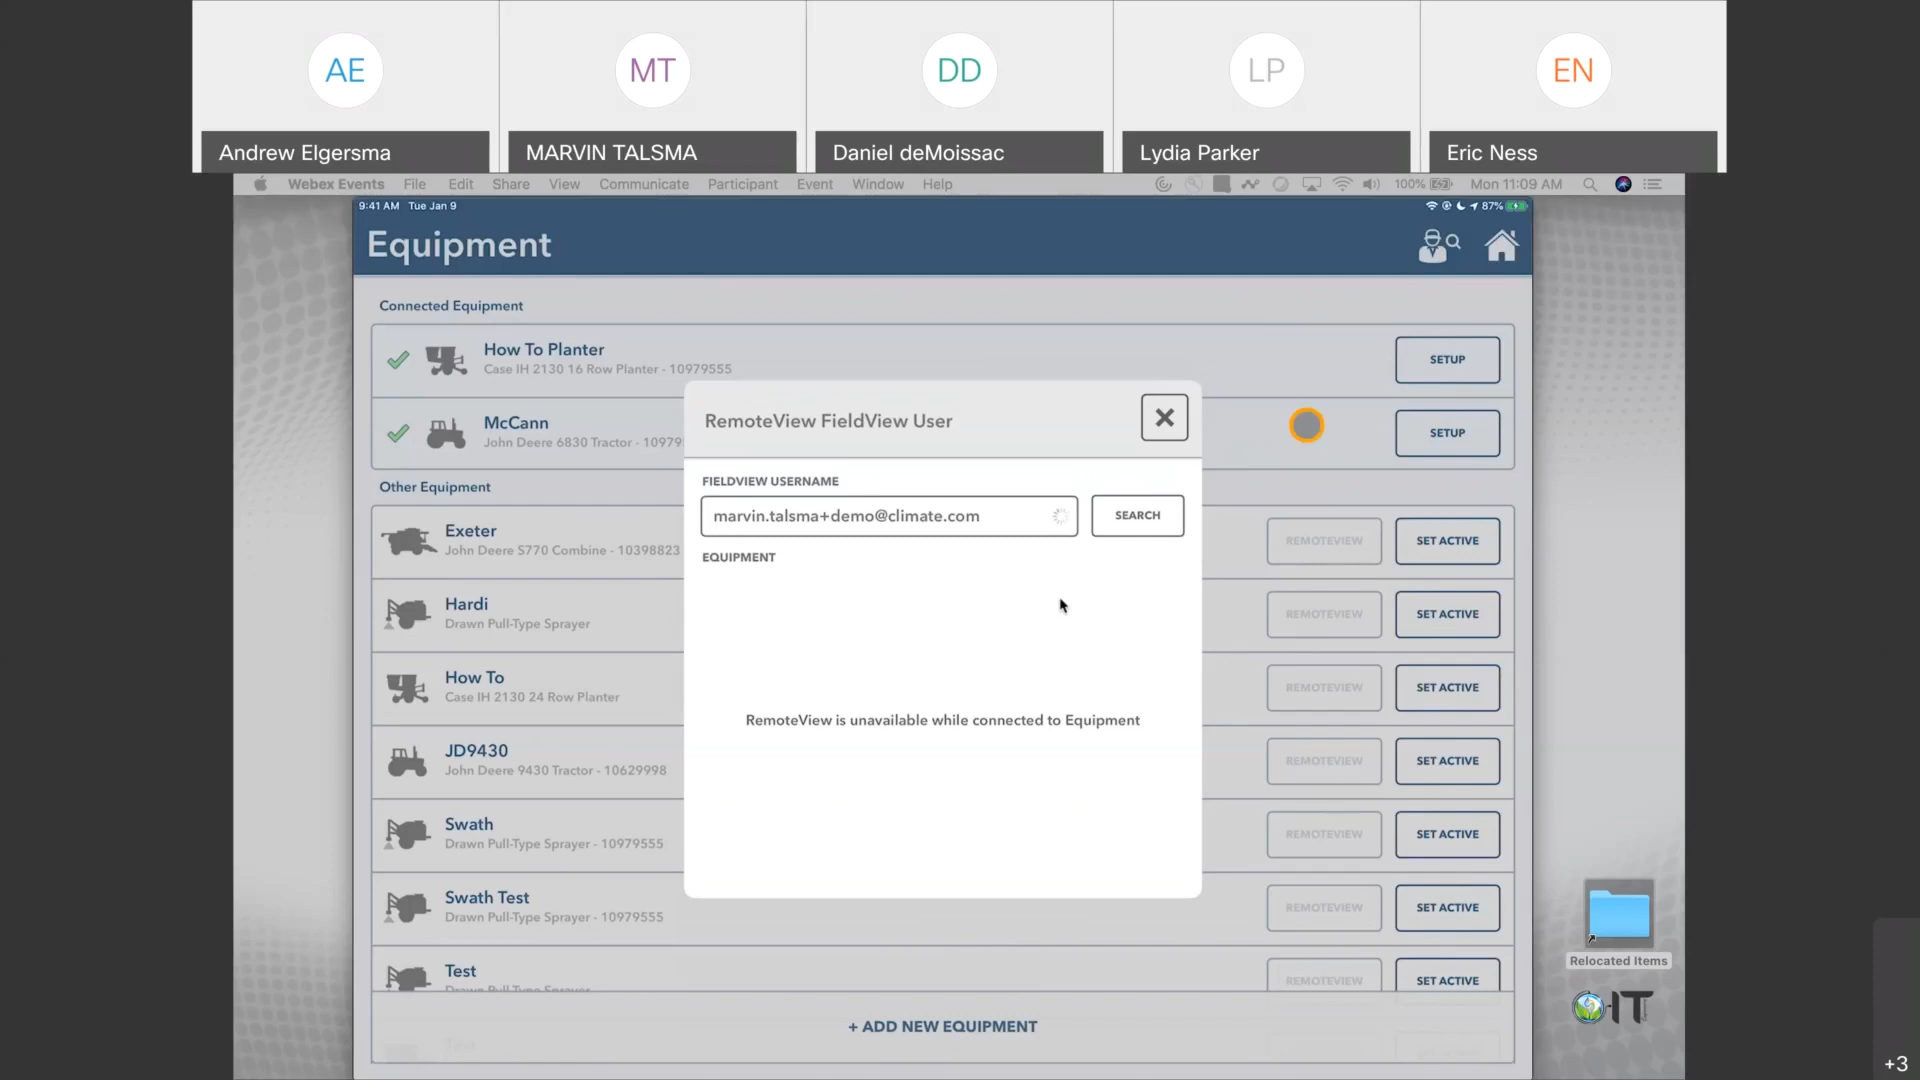 AE
MT
DD
LP
EN
Andrew Elgersma
MARVIN TALSMA
Daniel deMoissac
Lydia Parker
Eric Ness
Webex Events File Edit Share View Communicate Participant Event Window Help
100%
Mon 11:09 AM
9:41 AM Tue Jan 9
87%
Equipment
Connected Equipment
How To Planter
Case IH 2130 16 Row Planter - 10979555
SETUP
McCann
John Deere 6830 Tractor - 10979
SETUP
Other Equipment
Exeter
John Deere S770 Combine - 10398823
REMOTEVIEW
SET ACTIVE
Hardi
Drawn Pull-Type Sprayer
REMOTEVIEW
SET ACTIVE
How To
Case IH 2130 24 Row Planter
REMOTEVIEW
SET ACTIVE
JD9430
John Deere 9430 Tractor - 10629998
REMOTEVIEW
SET ACTIVE
Swath
Drawn Pull-Type Sprayer - 10979555
REMOTEVIEW
SET ACTIVE
Swath Test
Drawn Pull-Type Sprayer - 10979555
REMOTEVIEW
SET ACTIVE
Test
Drawn Pull-Type Sprayer
REMOTEVIEW
SET ACTIVE
+ ADD NEW EQUIPMENT
RemoteView FieldView User
FIELDVIEW USERNAME
marvin.talsma+demo@climate.com
SEARCH
EQUIPMENT
RemoteView is unavailable while connected to Equipment
Relocated Items
IT
+3